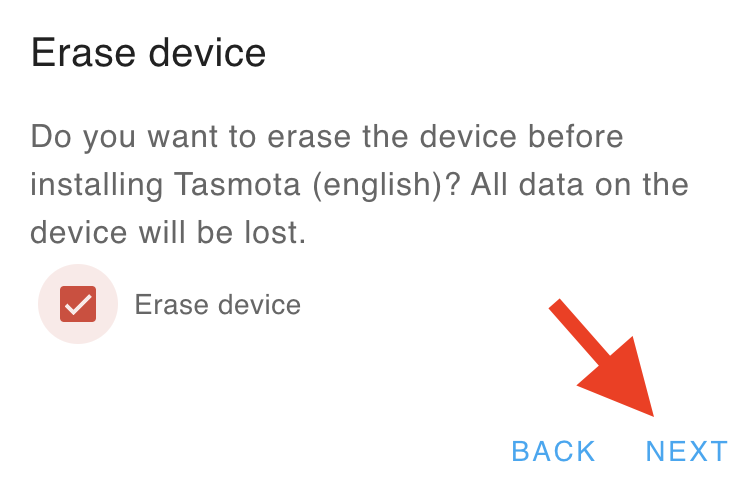 Erase device
Do you want to erase the device before
installing Tasmota (english)? All data on the
device will be lost.
Erase device
BACK NEXT